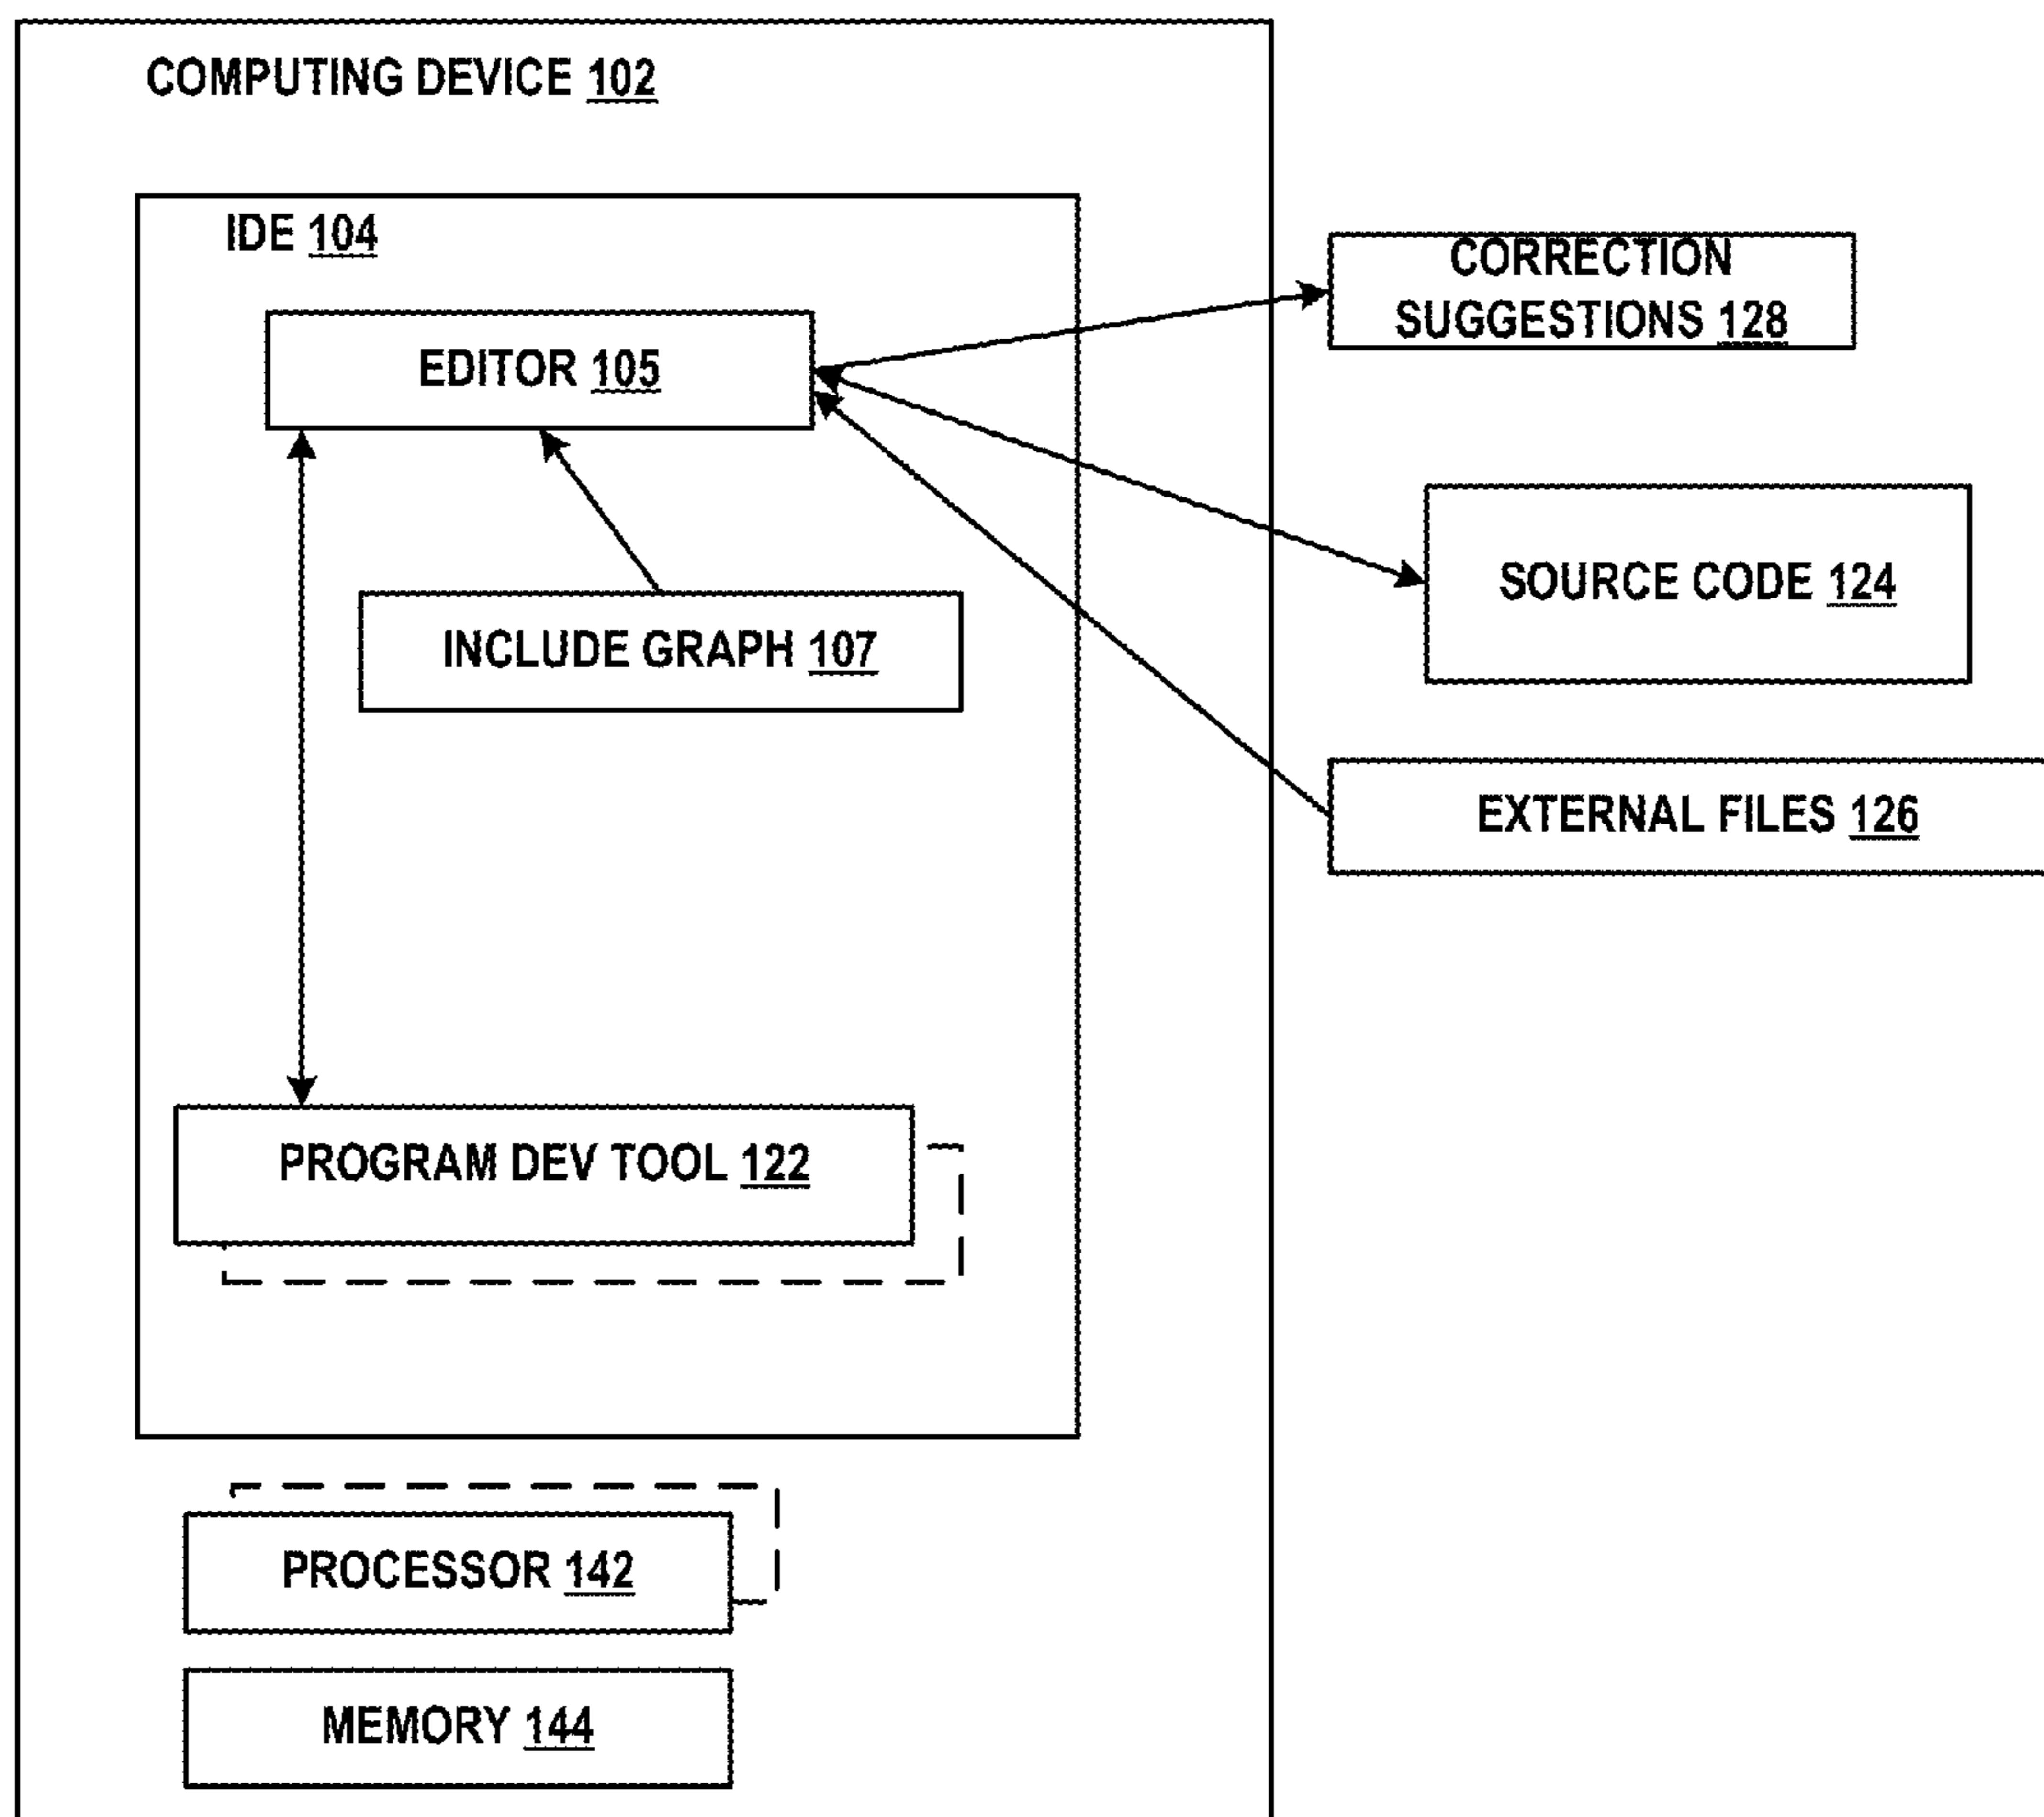 COMPUTING DEVICE 102
IDE 104
EDITOR 105
INCLUDE GRAPH 107
PROGRAM DEV TOOL 122
PROCESSOR 142
MEMORY 144
CORRECTION
SUGGESTIONS 128
SOURCE CODE 124
EXTERNAL FILES 126